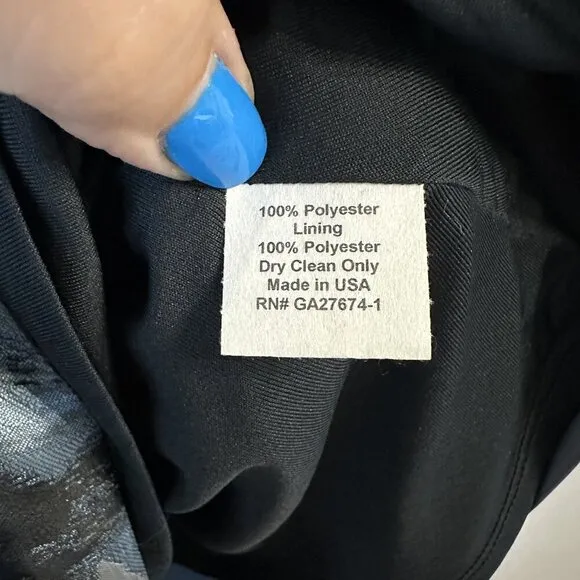 100% Polyester
Lining
100% Polyester
Dry Clean Only
Made in USA
RN# GA27674-1